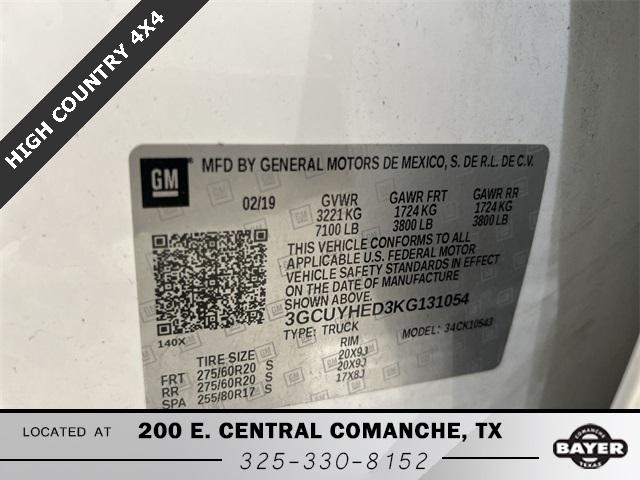 HIGH COUNTRY 4X4
GM
MFD BY GENERAL MOTORS DE MEXICO, S. DE R.L. DE C.V.
02/19 GVWR GAWR FRT GAWR RR
3221 KG 1724 KG 1724 KG
7100 LB 3800 LB 3800 LB
THIS VEHICLE CONFORMS TO ALL
APPLICABLE U.S. FEDERAL MOTOR
VEHICLE SAFETY STANDARDS IN EFFECT
ON THE DATE OF MANUFACTURE
SHOWN ABOVE.
3GCUYHED3KG131054
140X
TYPE: TRUCK MODEL: 34CK10543
TIRE SIZE RIM
FRT 275/60R20 S 20X9J
RR 275/60R20 S 20X9J
SPA 255/80R17 S 17X8J
LOCATED AT 200 E. CENTRAL COMANCHE, TX
325-330-8152
COMANCHE
BAYER
TEXAS